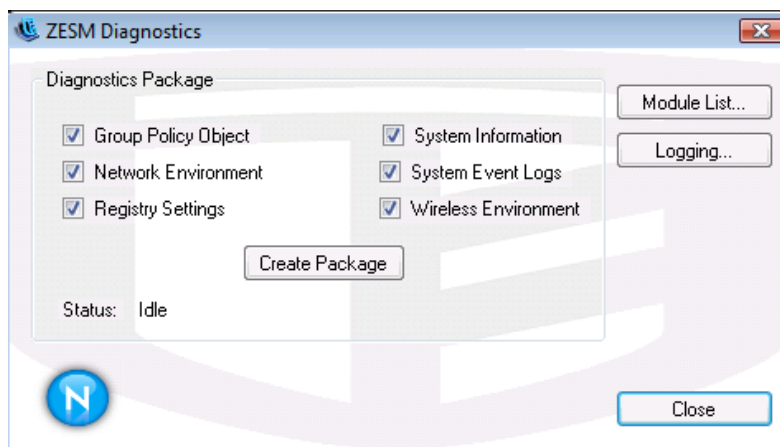 ZESM Diagnostics
Diagnostics Package
Group Policy Object
System Information
Network Environment
System Event Logs
Registry Settings
Wireless Environment
Create Package
Status: Idle
Module List...
Logging...
N
Close